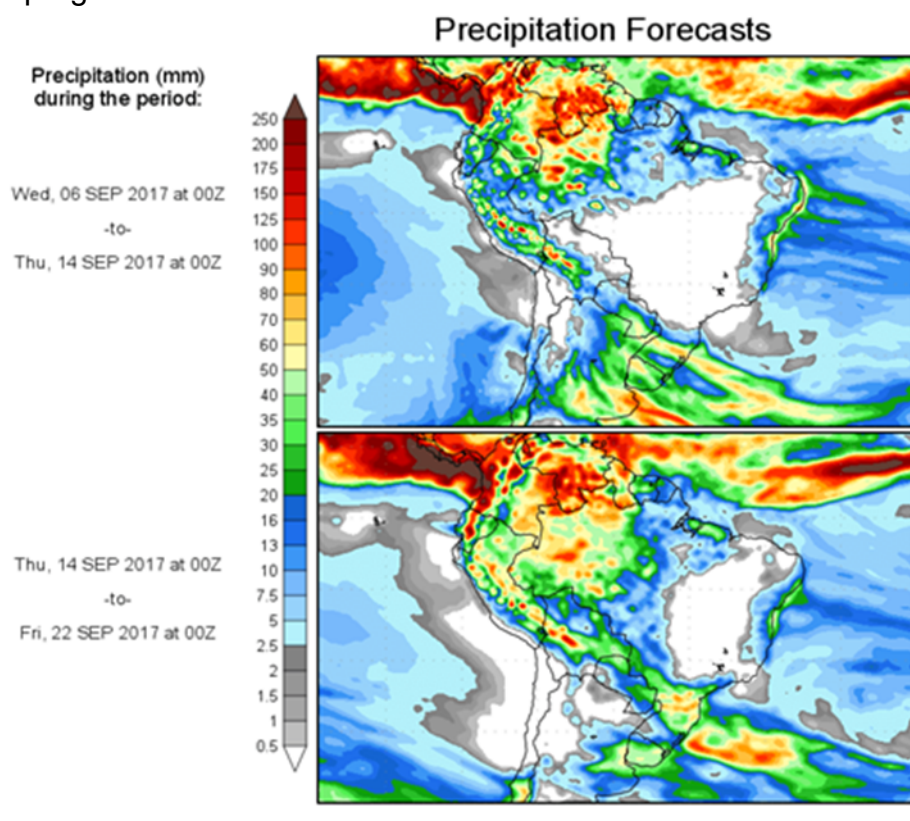 Precipitation Forecasts
Precipitation (mm)
during the period:
Wed, 06 SEP 2017 at 00Z
-to-
Thu, 14 SEP 2017 at 00Z
Thu, 14 SEP 2017 at 00Z
-to-
Fri, 22 SEP 2017 at 00Z
250
200
175
150
125
100
90
80
70
60
50
40
35
30
25
20
16
13
10
7.5
5
2.5
2
1.5
1
0.5